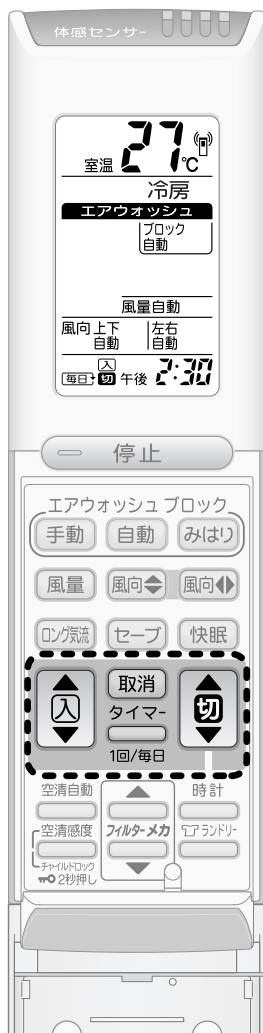 体感センサー
室温 27℃
冷房
エアウォッシュ
ブロック
自動
風量自動
風向 上下 左右
自動 自動
入
毎日 切 午後 2:30
停止
エアウォッシュ ブロック
手動 自動 みはり
風量 風向 風向
ロング気流 セーブ 快眠
入 取消 切
タイマー
1回/毎日
空清自動 時計
空清感度 フィルターメカ ランドリー
チャイルドロック
2秒押し